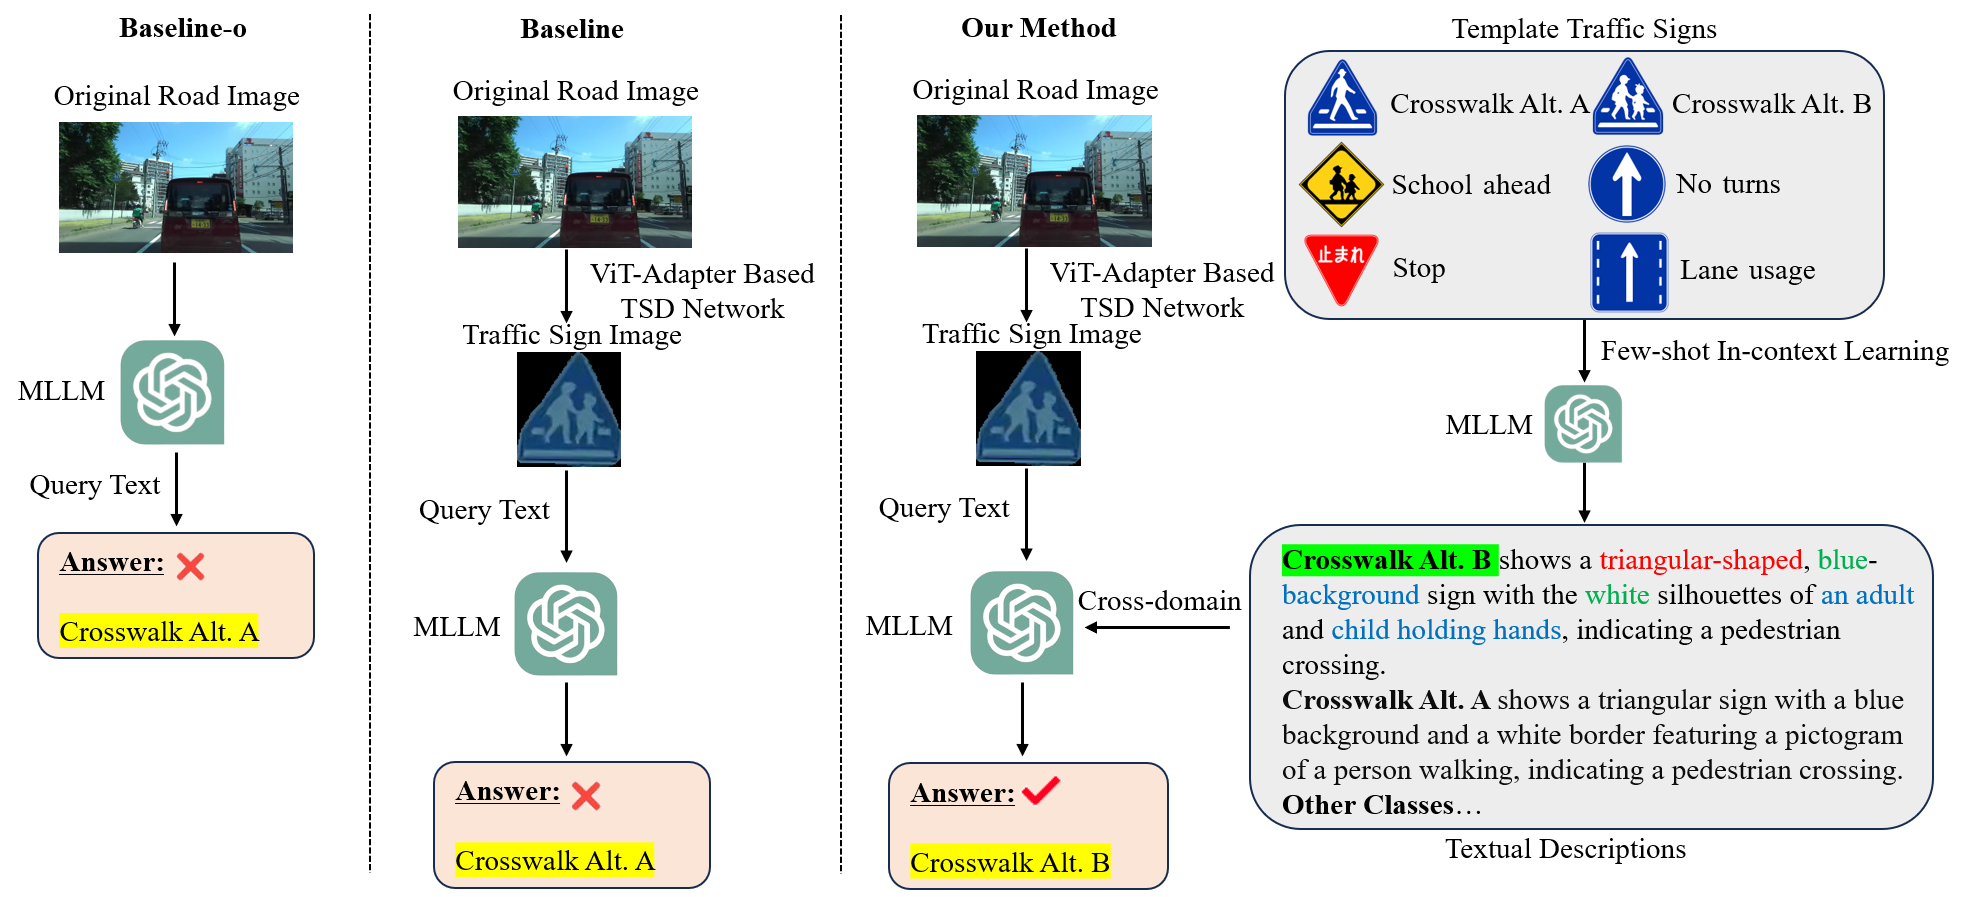 Baseline-o
Original Road Image
MLLM
Query Text
Answer:
Crosswalk Alt. A
Baseline
Original Road Image
ViT-Adapter Based
TSD Network
Traffic Sign Image
Query Text
MLLM
Answer:
Crosswalk Alt. A
Our Method
Original Road Image
ViT-Adapter Based
TSD Network
Traffic Sign Image
Query Text
MLLM
Cross-domain
Answer:
Crosswalk Alt. B
Template Traffic Signs
Crosswalk Alt. A
Crosswalk Alt. B
School ahead
No turns
止まれ
Stop
Lane usage
Few-shot In-context Learning
MLLM
Crosswalk Alt. B shows a triangular-shaped, blue-
background sign with the white silhouettes of an adult
and child holding hands, indicating a pedestrian
crossing.
Crosswalk Alt. A shows a triangular sign with a blue
background and a white border featuring a pictogram
of a person walking, indicating a pedestrian crossing.
Other Classes…
Textual Descriptions